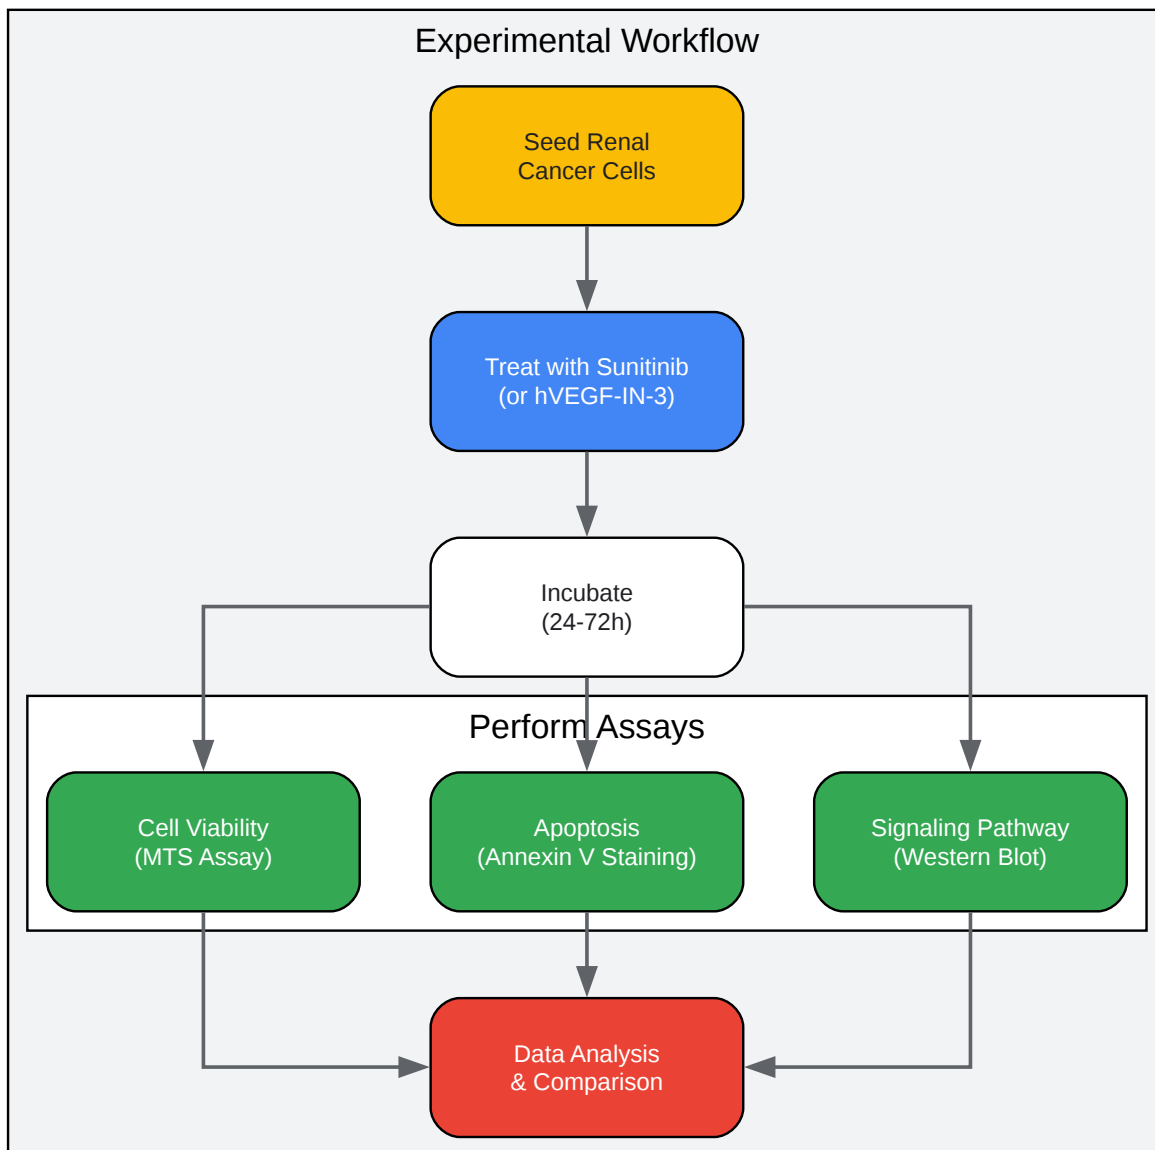 Experimental Workflow
Seed Renal
Cancer Cells
Treat with Sunitinib
(or hVEGF-IN-3)
Incubate
(24-72h)
Perform Assays
Cell Viability
(MTS Assay)
Apoptosis
(Annexin V Staining)
Signaling Pathway
(Western Blot)
Data Analysis
& Comparison